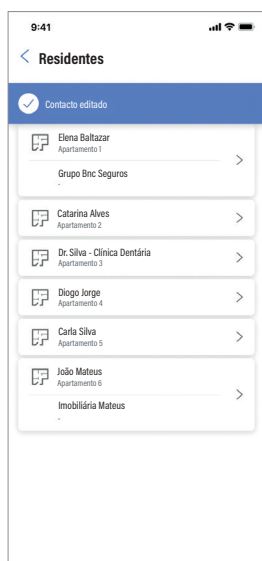 9:41
Residentes
Contacto editado
Elena Baltazar
Apartamento 1
Grupo Bnc Seguros
-
Catarina Alves
Apartamento 2
Dr. Silva - Clínica Dentária
Apartamento 3
Diogo Jorge
Apartamento 4
Carla Silva
Apartamento 5
João Mateus
Apartamento 6
Imobiliária Mateus
-